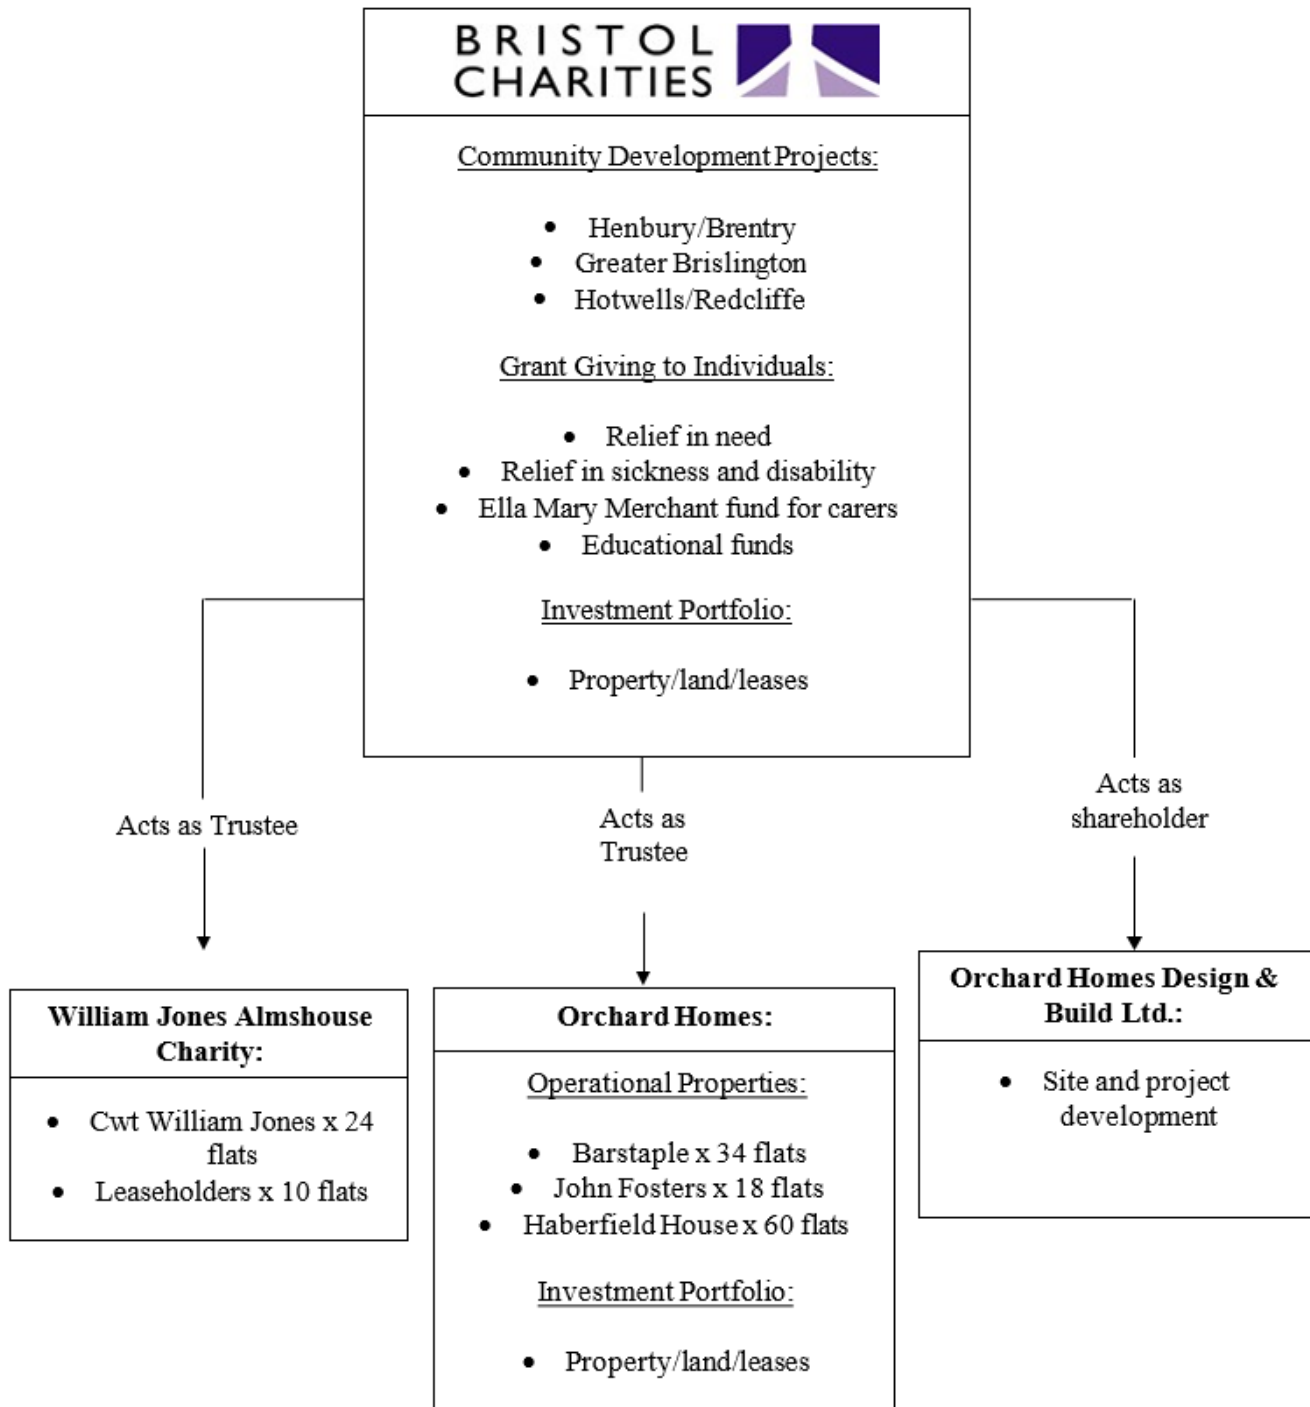 BRISTOL
CHARITIES
Community Development Projects:
• Henbury/Brentry
• Greater Brislington
• Hotwells/Redcliffe
Grant Giving to Individuals:
• Relief in need
• Relief in sickness and disability
• Ella Mary Merchant fund for carers
• Educational funds
Investment Portfolio:
• Property/land/leases
Acts as Trustee
Acts as
Trustee
Acts as
shareholder
William Jones Almshouse
Charity:
• Cwt William Jones x 24
flats
• Leaseholders x 10 flats
Orchard Homes:
Operational Properties:
• Barstaple x 34 flats
• John Fosters x 18 flats
• Haberfield House x 60 flats
Investment Portfolio:
• Property/land/leases
Orchard Homes Design &
Build Ltd.:
• Site and project
development